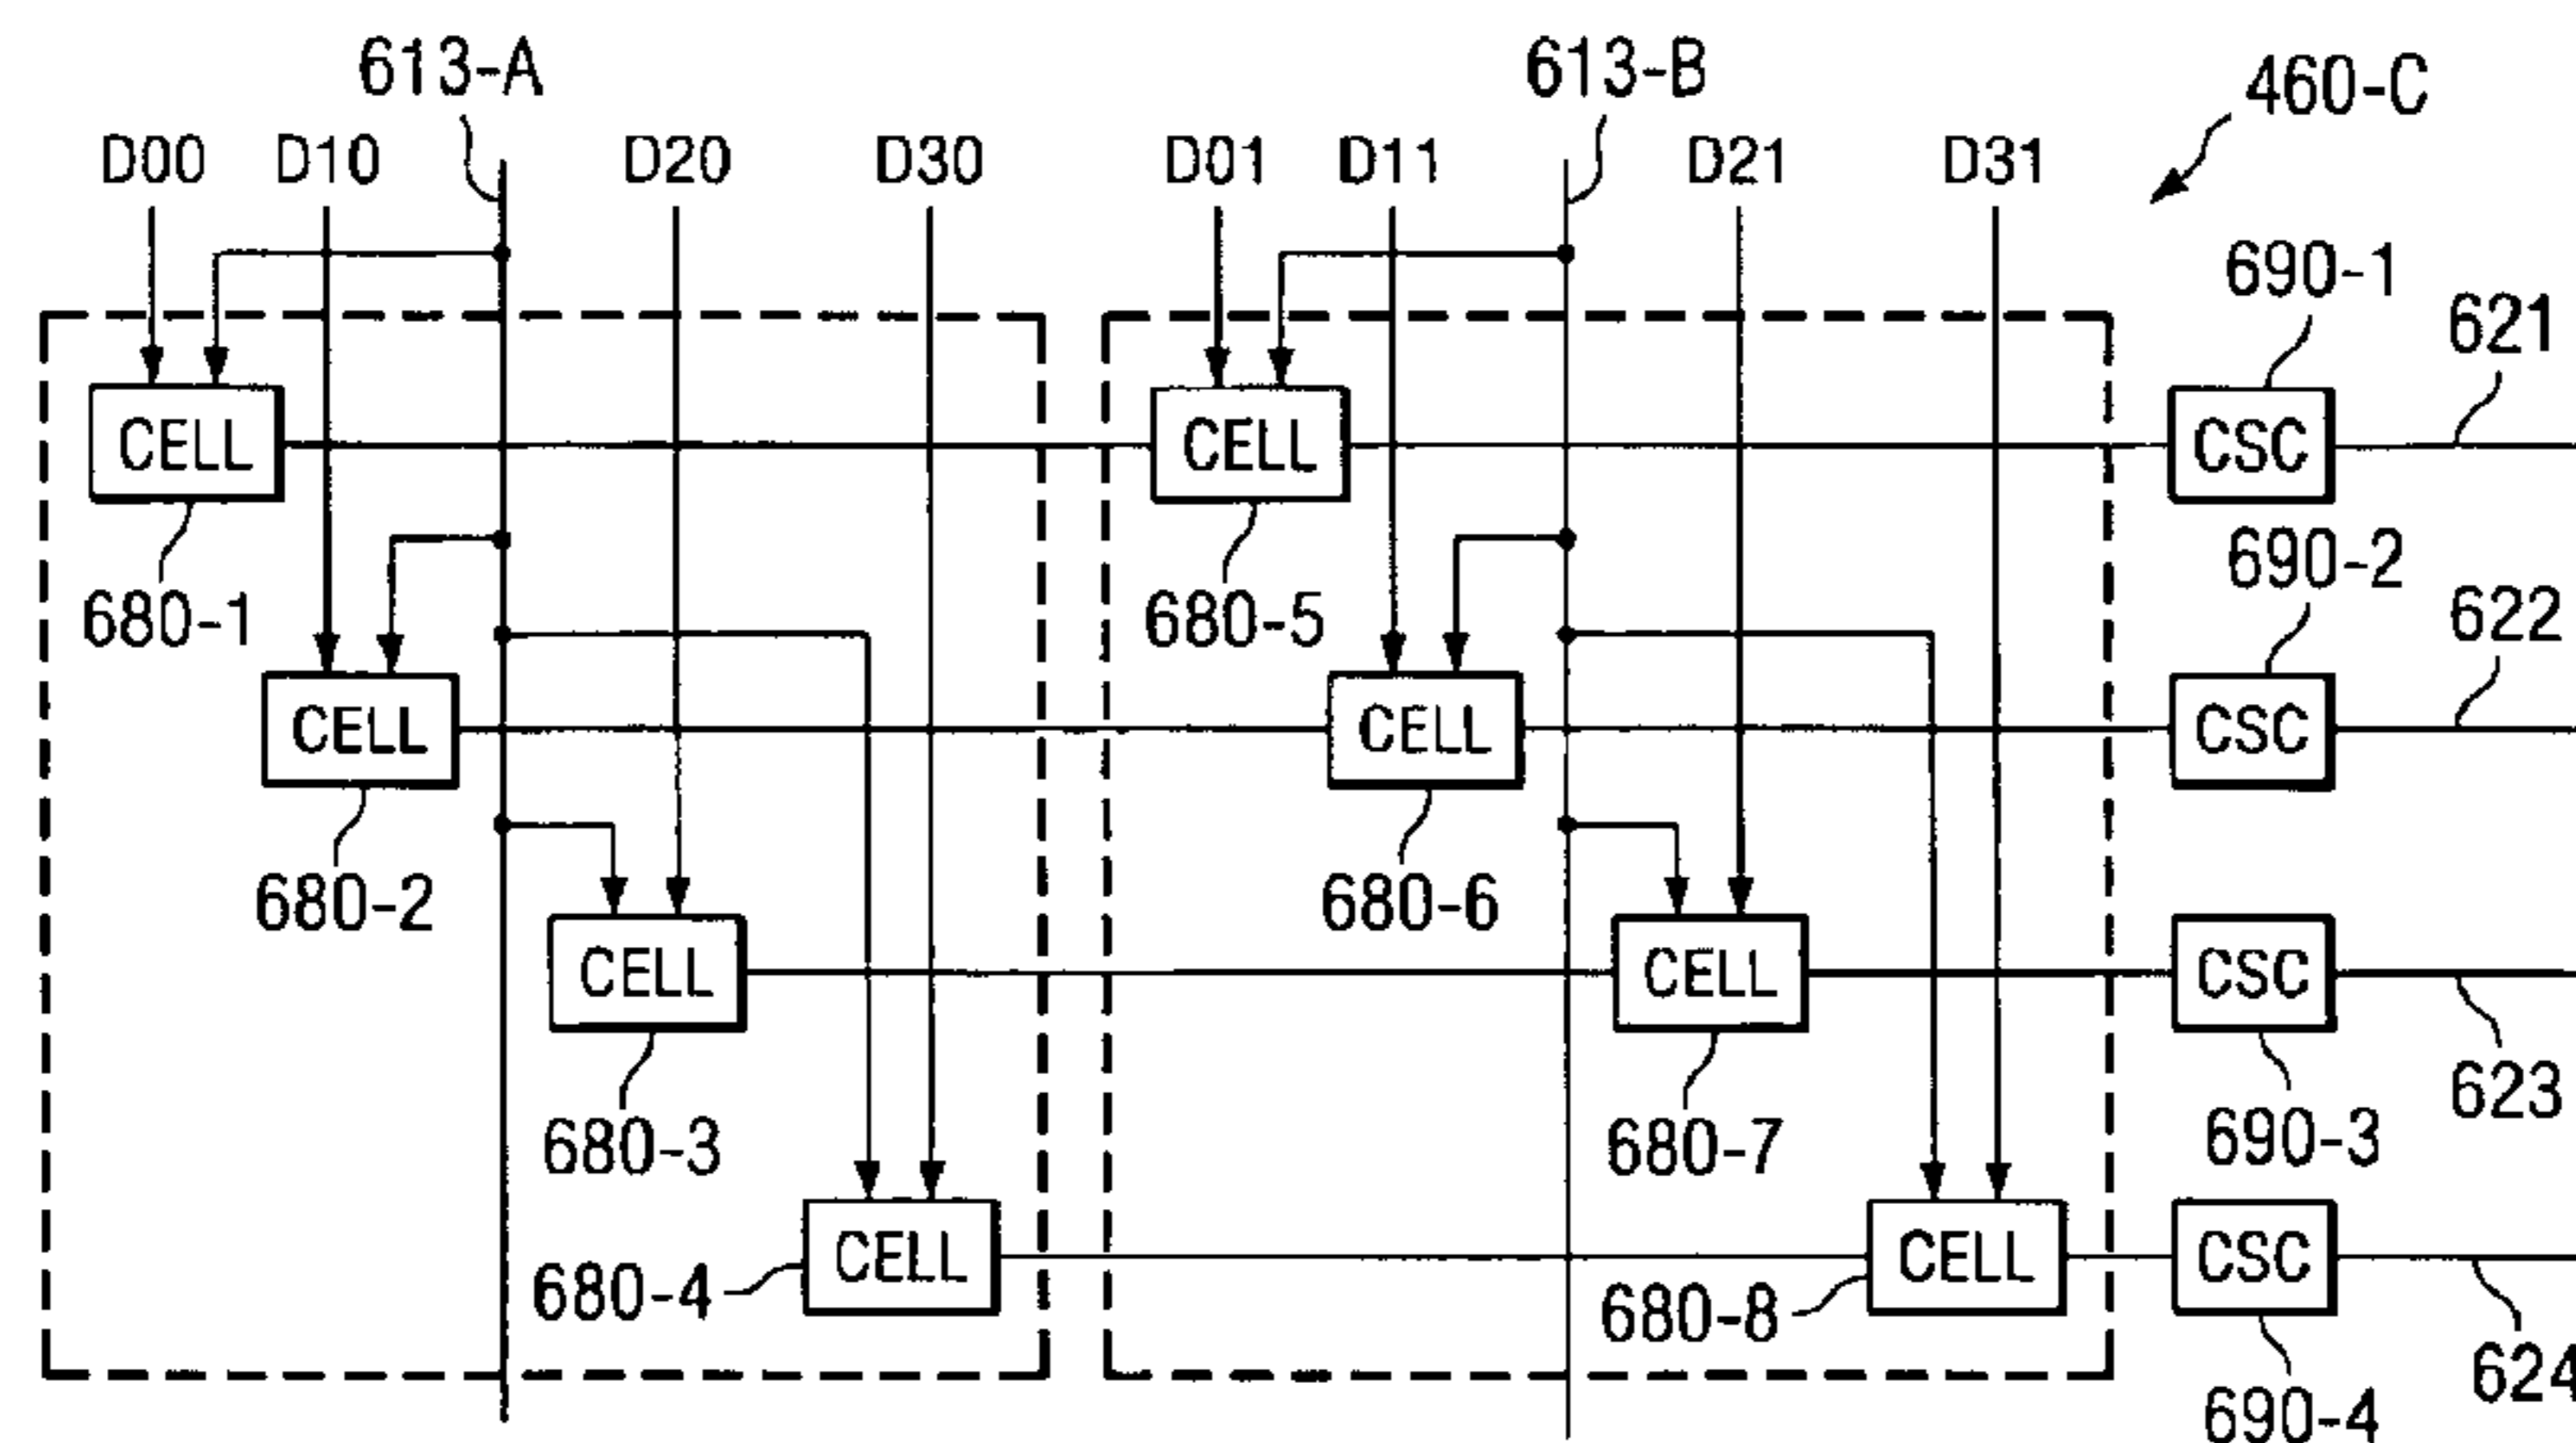 613-A
613-B
460-C
D00 D10 D20 D30 D01 D11 D21 D31
690-1
621
CELL CELL CSC
690-2
680-1 680-5 622
CELL CELL CSC
680-2 680-6
CELL CELL CSC
623
680-3 680-7 690-3
CELL CELL CSC
680-4 680-8
624
690-4